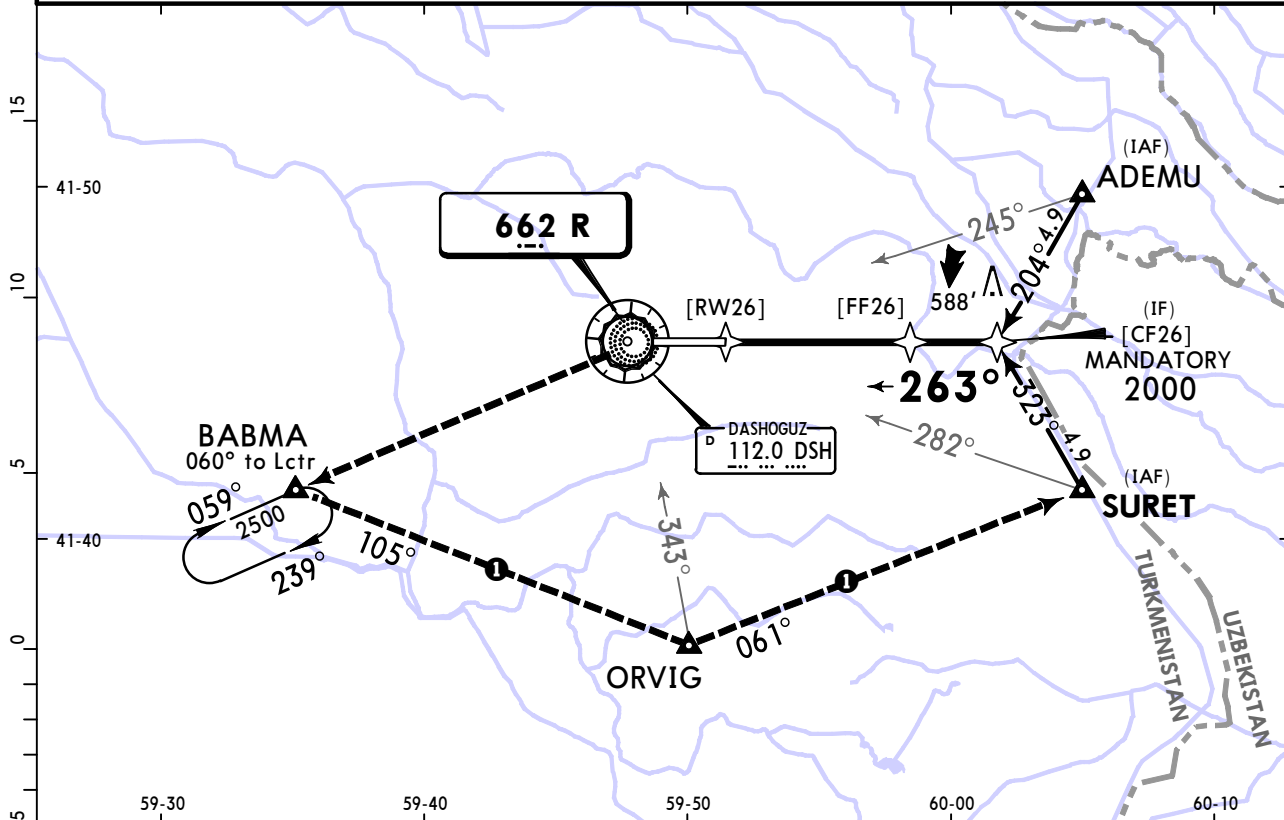 15
10
5
0
5
41-50
41-40
59-30
59-40
59-50
60-00
60-10
662 R
(IAF)
ADEMU
245°
204° 4.9
588'
[RW26]
[FF26]
(IF)
[CF26]
MANDATORY
2000
263°
DASHOGUZ
D 112.0 DSH
282°
323° 4.9
(IAF)
SURET
BABMA
060° to Lctr
059°
2500
239°
105°
1
343°
1
061°
ORVIG
TURKMENISTAN
UZBEKISTAN